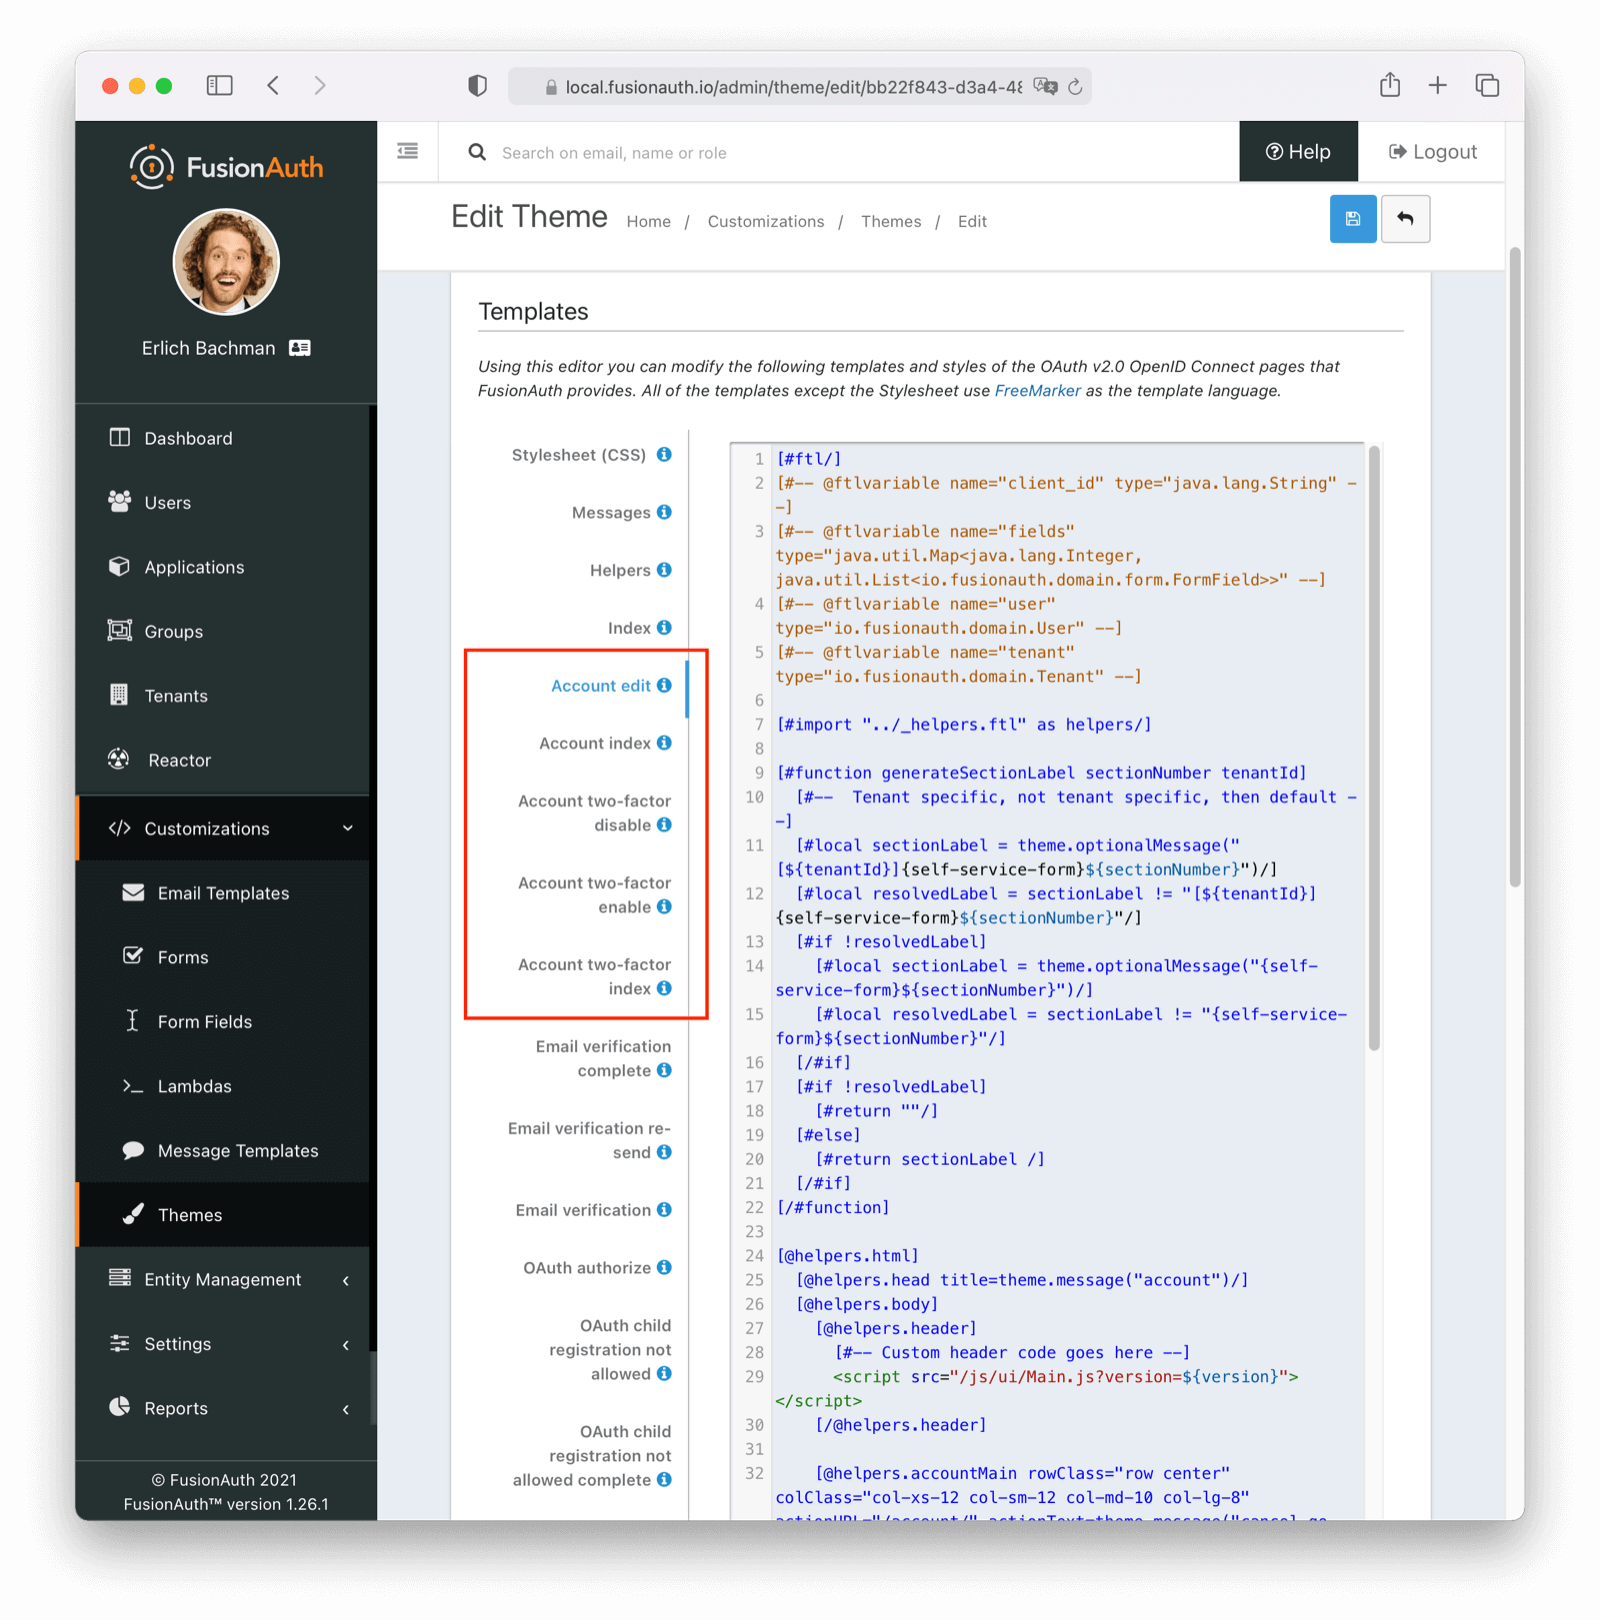 local.fusionauth.io/admin/theme/edit/bb22f843-d3a4-48
FusionAuth
Erlich Bachman
Dashboard
Users
Applications
Groups
Tenants
Reactor
Customizations
Email Templates
Forms
Form Fields
Lambdas
Message Templates
Themes
Entity Management
Settings
Reports
© FusionAuth 2021
FusionAuth™ version 1.26.1
Search on email, name or role
Help
Logout
Edit Theme
Home / Customizations / Themes / Edit
Templates
Using this editor you can modify the following templates and styles of the OAuth v2.0 OpenID Connect pages that
FusionAuth provides. All of the templates except the Stylesheet use FreeMarker as the template language.
Stylesheet (CSS)
Messages
Helpers
Index
Account edit
Account index
Account two-factor
disable
Account two-factor
enable
Account two-factor
index
Email verification
complete
Email verification re-
send
Email verification
OAuth authorize
OAuth child
registration not
allowed
OAuth child
registration not
allowed complete
1 [#ftl/]
2 [#-- @ftlvariable name="client_id" type="java.lang.String" -
-]
3 [#-- @ftlvariable name="fields"
type="java.util.Map<java.lang.Integer,
java.util.List<io.fusionauth.domain.form.FormField>>" --]
4 [#-- @ftlvariable name="user"
type="io.fusionauth.domain.User" --]
5 [#-- @ftlvariable name="tenant"
type="io.fusionauth.domain.Tenant" --]
6
7 [#import "../_helpers.ftl" as helpers/]
8
9 [#function generateSectionLabel sectionNumber tenantId]
10 [#--  Tenant specific, not tenant specific, then default -
-]
11 [#local sectionLabel = theme.optionalMessage("
[${tenantId}]{self-service-form}${sectionNumber}")/]
12 [#local resolvedLabel = sectionLabel != "[${tenantId}]
{self-service-form}${sectionNumber}"/]
13 [#if !resolvedLabel]
14 [#local sectionLabel = theme.optionalMessage("{self-
service-form}${sectionNumber}")/]
15 [#local resolvedLabel = sectionLabel != "{self-service-
form}${sectionNumber}"/]
16 [/#if]
17 [#if !resolvedLabel]
18 [#return ""/]
19 [#else]
20 [#return sectionLabel /]
21 [/#if]
22 [/#function]
23
24 [@helpers.html]
25 [@helpers.head title=theme.message("account")/]
26 [@helpers.body]
27 [@helpers.header]
28 [#-- Custom header code goes here --]
29 <script src="/js/ui/Main.js?version=${version}">
</script>
30 [/@helpers.header]
31
32 [@helpers.accountMain rowClass="row center"
colClass="col-xs-12 col-sm-12 col-md-10 col-lg-8"
actionURL="/account/" actionText=theme.message("cancel-go